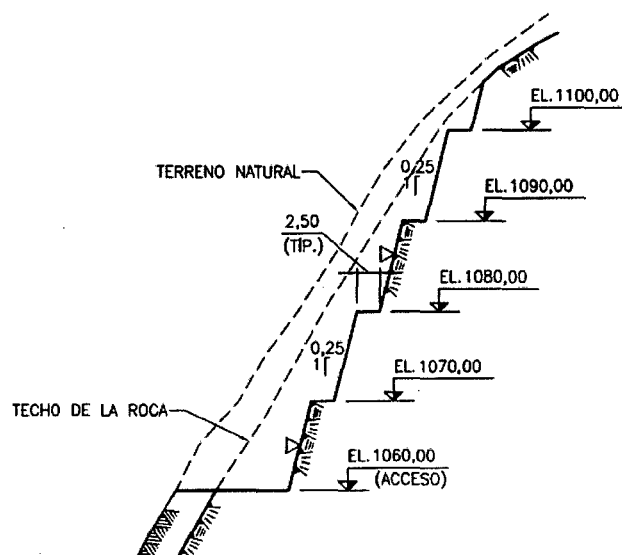 EL.1100,00
TERRENO NATURAL
0,25
1
EL.1090,00
2,50
(TIP.)
EL.1080,00
0,25
1
EL.1070,00
TECHO DE LA ROCA
EL.1060,00
(ACCESO)